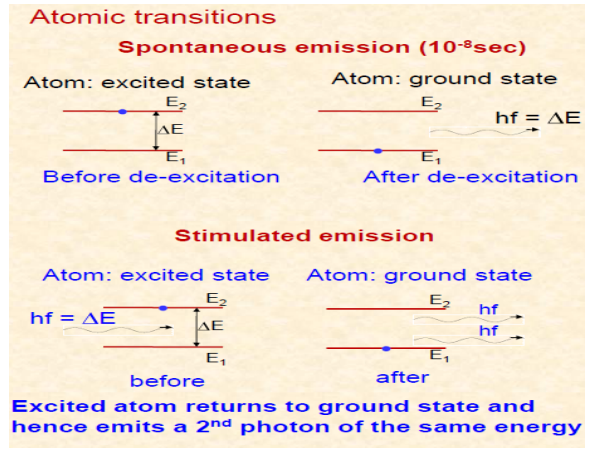 Atomic transitions
Spontaneous emission (10⁻⁸sec)
Atom: excited state
Atom: ground state
E₂
ΔE
E₁
E₂
hf = ΔE
E₁
Before de-excitation
After de-excitation
Stimulated emission
Atom: excited state
Atom: ground state
hf = ΔE
E₂
ΔE
E₁
E₂
hf
hf
E₁
before
after
Excited atom returns to ground state and
hence emits a 2ⁿᵈ photon of the same energy